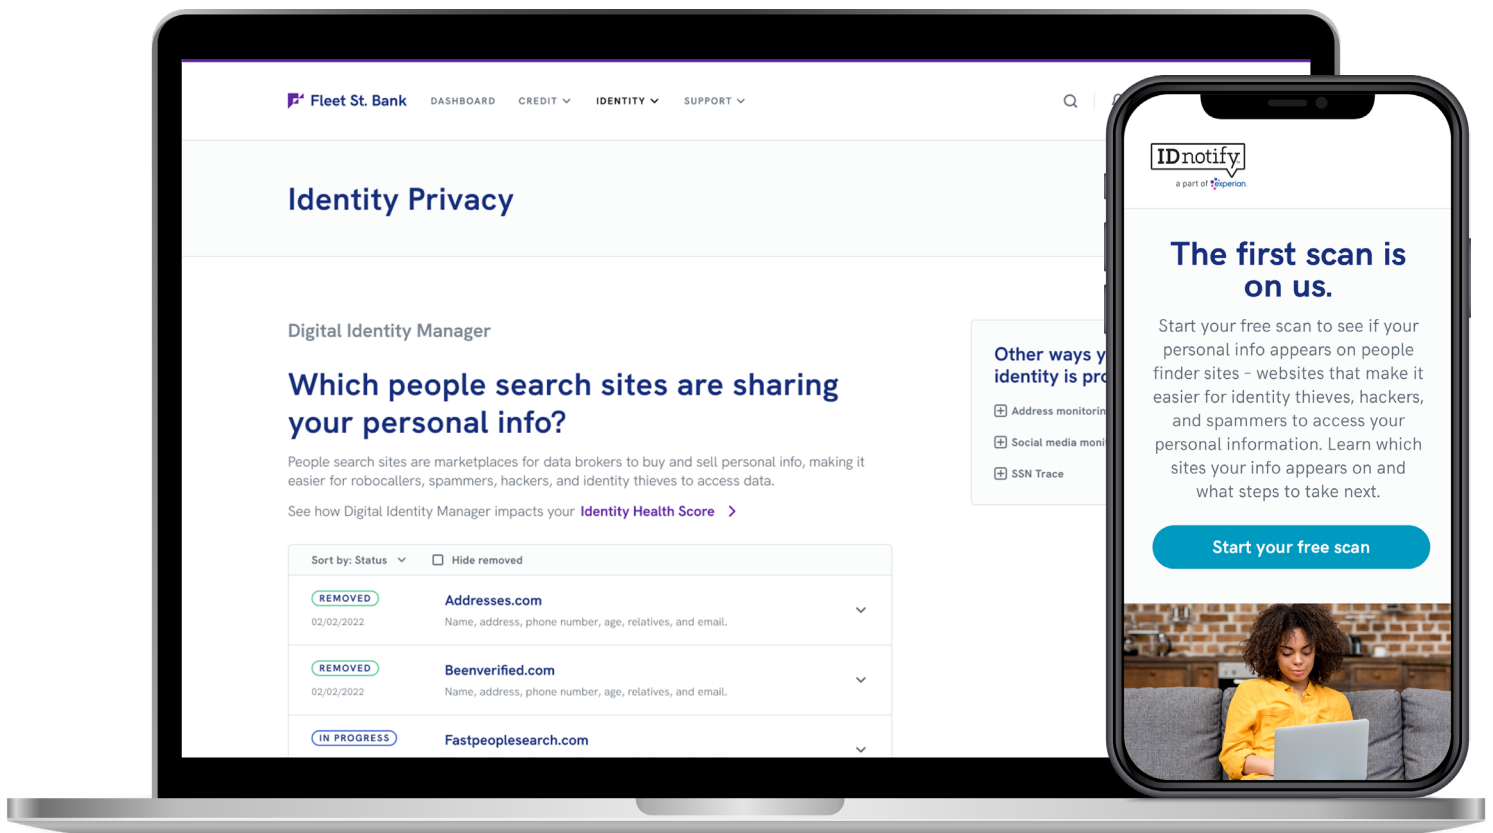 Fleet St. Bank DASHBOARD CREDIT IDENTITY SUPPORT
Identity Privacy
Digital Identity Manager
Which people search sites are sharing
your personal info?
People search sites are marketplaces for data brokers to buy and sell personal info, making it
easier for robocallers, spammers, hackers, and identity thieves to access data.
See how Digital Identity Manager impacts your Identity Health Score
Sort by: Status Hide removed
REMOVED Addresses.com
02/02/2022 Name, address, phone number, age, relatives, and email.
REMOVED Beenverified.com
02/02/2022 Name, address, phone number, age, relatives, and email.
IN PROGRESS Fastpeoplesearch.com
Other ways y
identity is pro
Address monitorin
Social media moni
SSN Trace
IDnotify
a part of experian.
The first scan is
on us.
Start your free scan to see if your
personal info appears on people
finder sites – websites that make it
easier for identity thieves, hackers,
and spammers to access your
personal information. Learn which
sites your info appears on and
what steps to take next.
Start your free scan